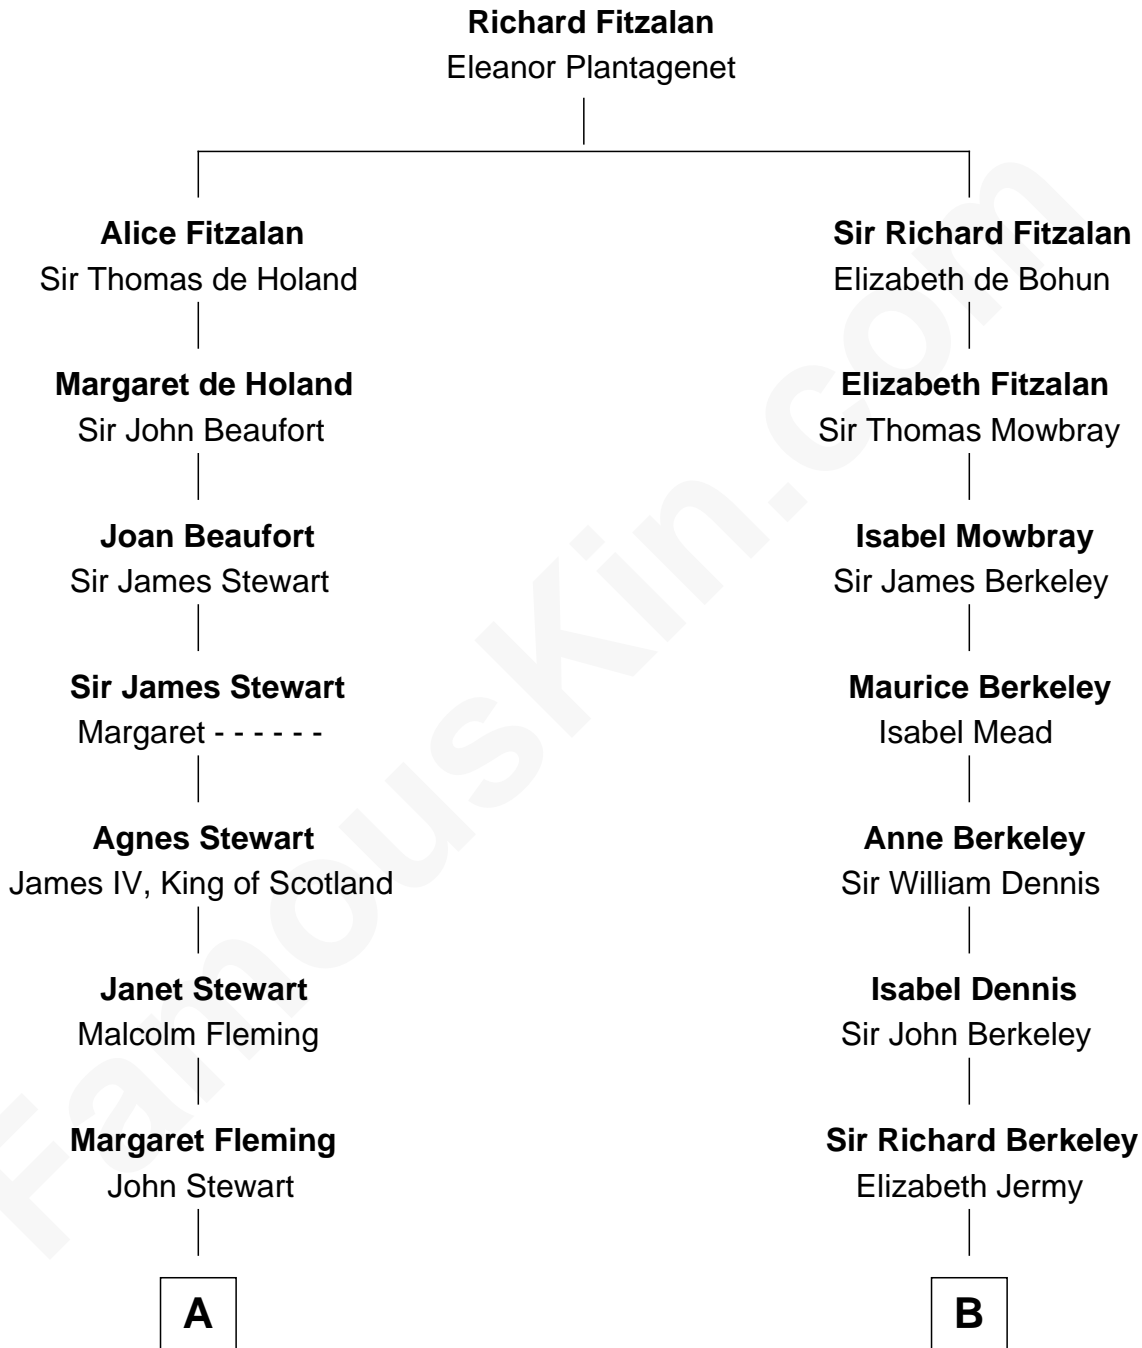 Richard Fitzalan
Eleanor Plantagenet
Alice Fitzalan
Sir Thomas de Holand
Margaret de Holand
Sir John Beaufort
Joan Beaufort
Sir James Stewart
Sir James Stewart
Margaret - - - - - -
Agnes Stewart
James IV, King of Scotland
Janet Stewart
Malcolm Fleming
Margaret Fleming
John Stewart
A
Sir Richard Fitzalan
Elizabeth de Bohun
Elizabeth Fitzalan
Sir Thomas Mowbray
Isabel Mowbray
Sir James Berkeley
Maurice Berkeley
Isabel Mead
Anne Berkeley
Sir William Dennis
Isabel Dennis
Sir John Berkeley
Sir Richard Berkeley
Elizabeth Jermy
B
FamousKin.com